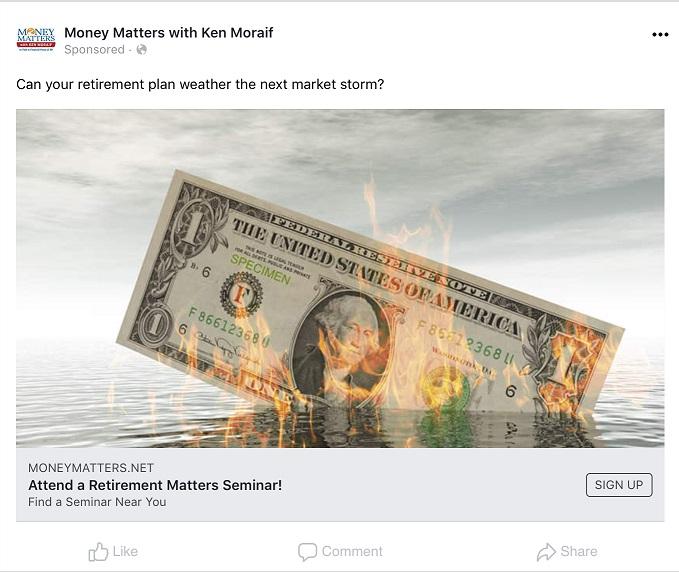 MONEY
MATTERS
WITH KEN MORAIF
Money Matters with Ken Moraif
Sponsored ·
Can your retirement plan weather the next market storm?
1
FEDERAL RESERVE NOTE
THE UNITED STATES OF AMERICA
THIS NOTE IS LEGAL TENDER
FOR ALL DEBTS, PUBLIC AND PRIVATE
SPECIMEN
B. 6
F
F 86612368 U
6
1
F 86612368 U
WASHINGTON, D.C.
6
1
ONE
MONEYMATTERS.NET
Attend a Retirement Matters Seminar!
Find a Seminar Near You
SIGN UP
Like
Comment
Share